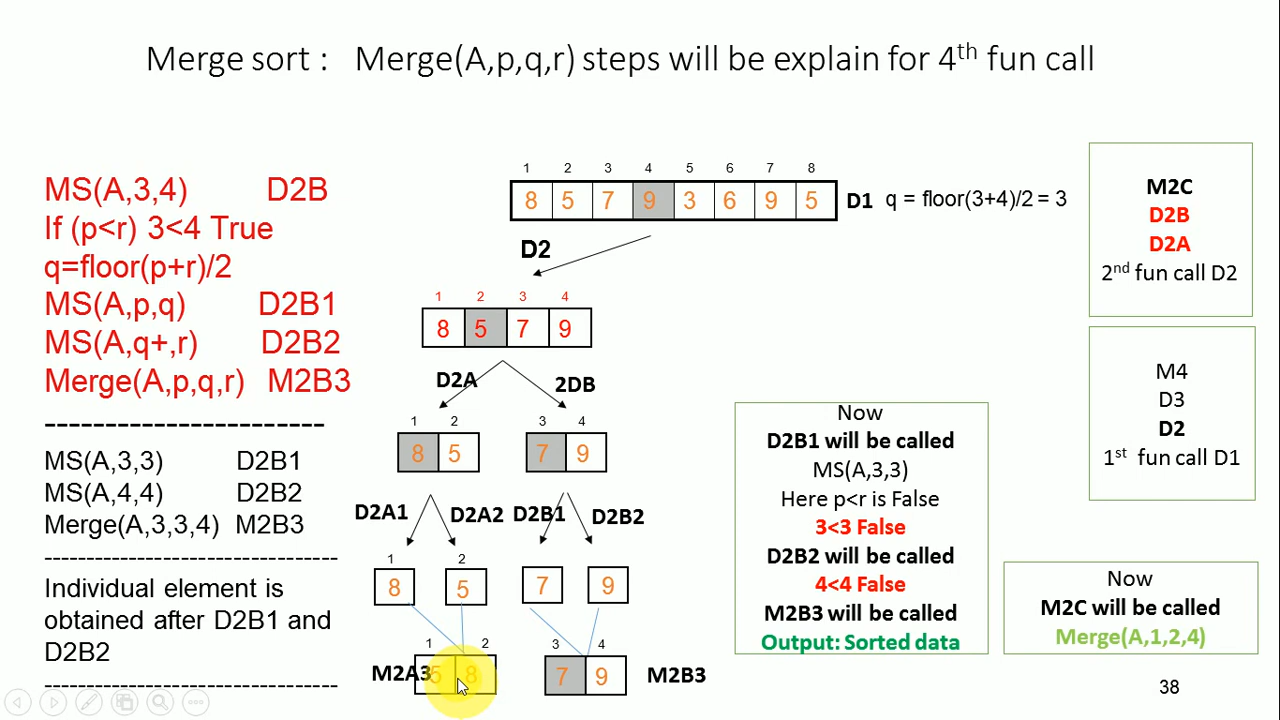 Merge sort : Merge(A,p,q,r) steps will be explain for 4th fun call
MS(A,3,4) D2B
If (p<r) 3<4 True
q=floor(p+r)/2
MS(A,p,q) D2B1
MS(A,q+,r) D2B2
Merge(A,p,q,r) M2B3
-----------------------
MS(A,3,3) D2B1
MS(A,4,4) D2B2
Merge(A,3,3,4) M2B3
----------------------------------
Individual element is
obtained after D2B1 and
D2B2
----------------------------------
1 2 3 4 5 6 7 8
8 5 7 9 3 6 9 5 D1 q = floor(3+4)/2 = 3
D2
1 2 3 4
8 5 7 9
D2A 2DB
1 2 3 4
8 5 7 9
D2A1 D2A2 D2B1 D2B2
1 2
8 5 7 9
1 2 3 4
M2A3 5 8 7 9 M2B3
Now
D2B1 will be called
MS(A,3,3)
Here p<r is False
3<3 False
D2B2 will be called
4<4 False
M2B3 will be called
Output: Sorted data
M2C
D2B
D2A
2nd fun call D2
M4
D3
D2
1st fun call D1
Now
M2C will be called
Merge(A,1,2,4)
38